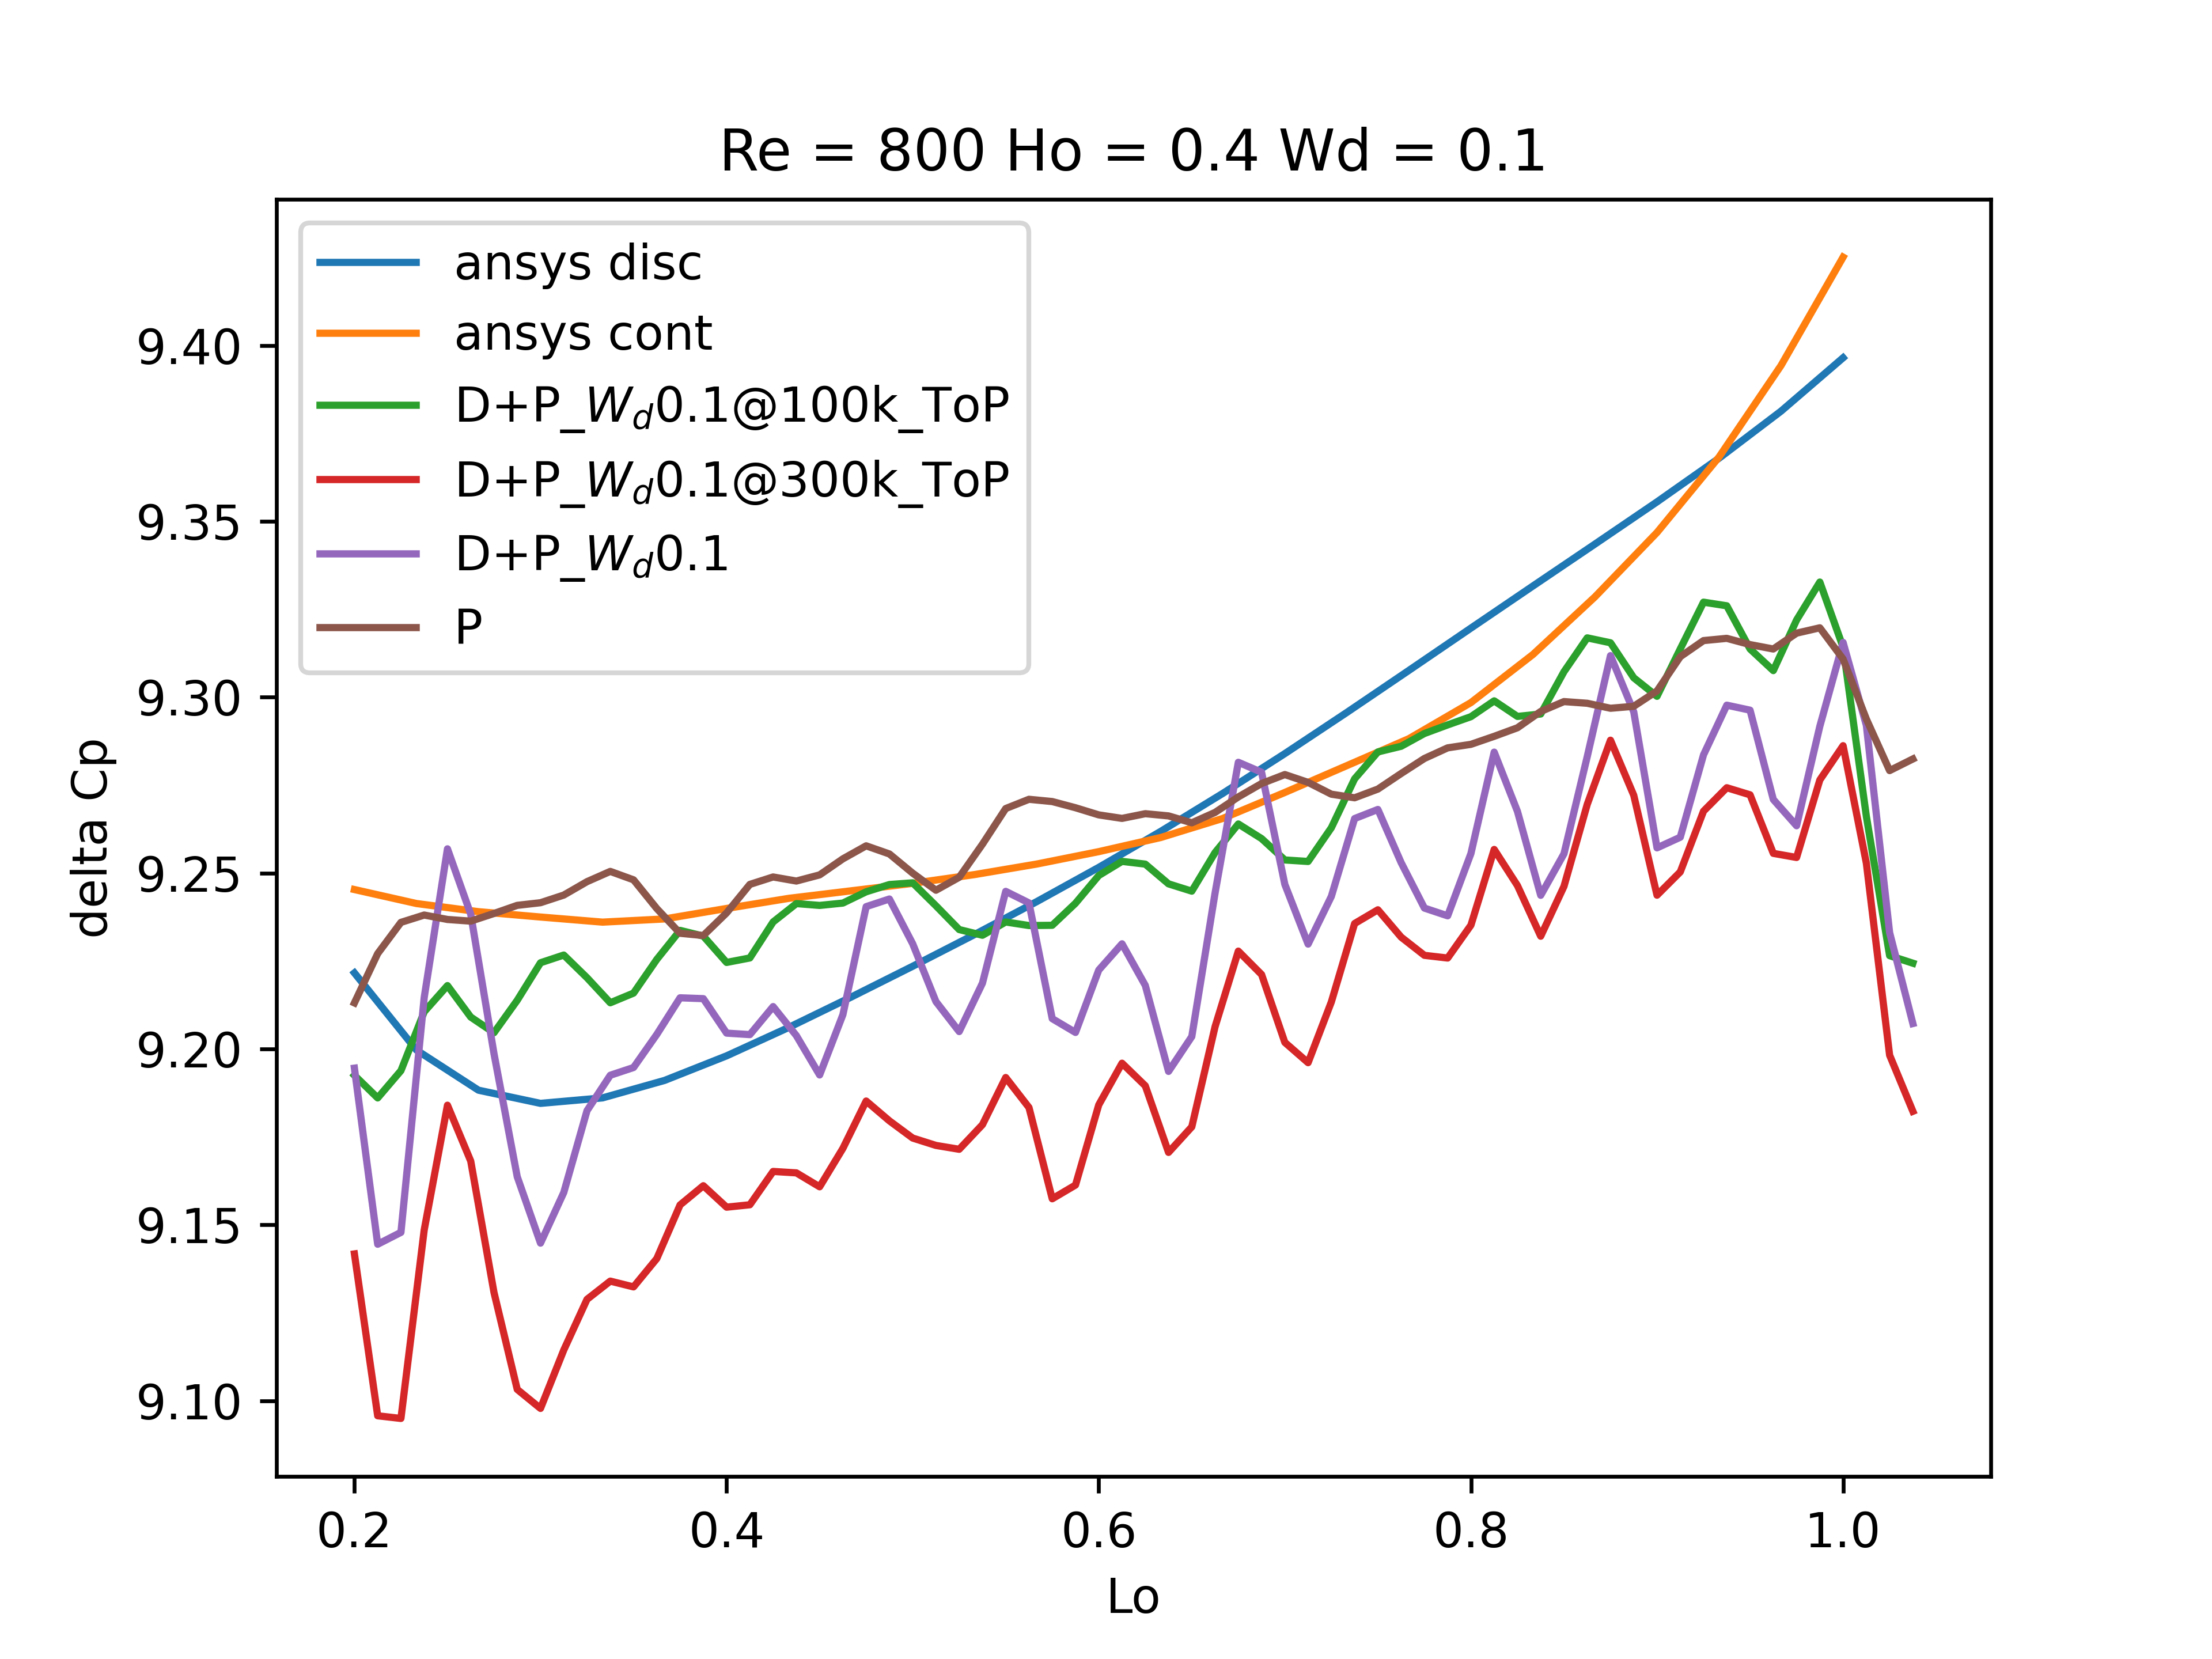 Re = 800 Ho = 0.4 Wd = 0.1
ansys disc
ansys cont
D+P_W_d0.1@100k_ToP
D+P_W_d0.1@300k_ToP
D+P_W_d0.1
P
9.40
9.35
9.30
9.25
9.20
9.15
9.10
delta Cp
0.2 0.4 0.6 0.8 1.0
Lo